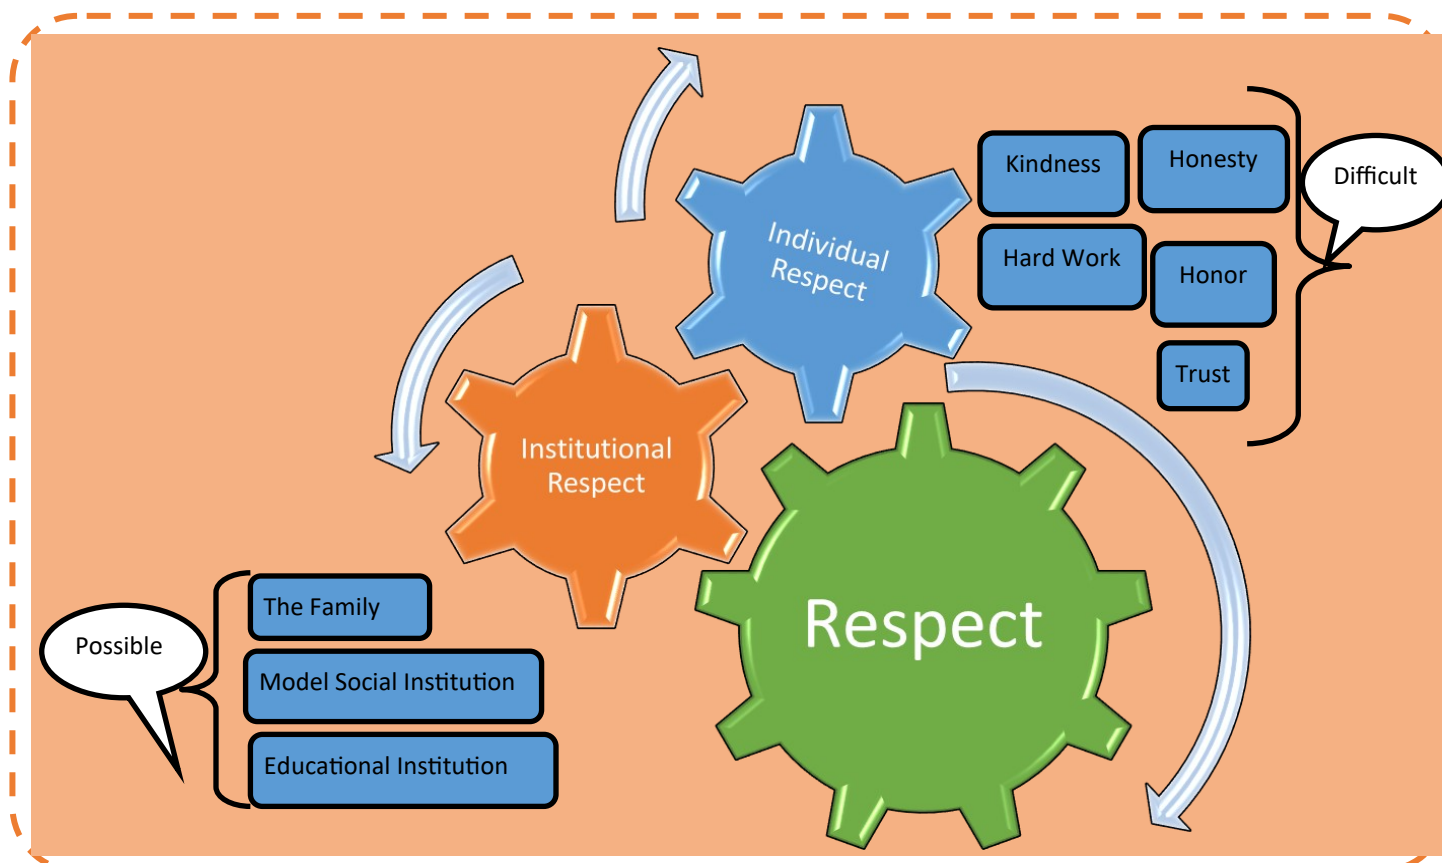 Kindness
Honesty
Difficult
Hard Work
Honor
Trust
Individual
Respect
Institutional
Respect
Respect
Possible
The Family
Model Social Institution
Educational Institution